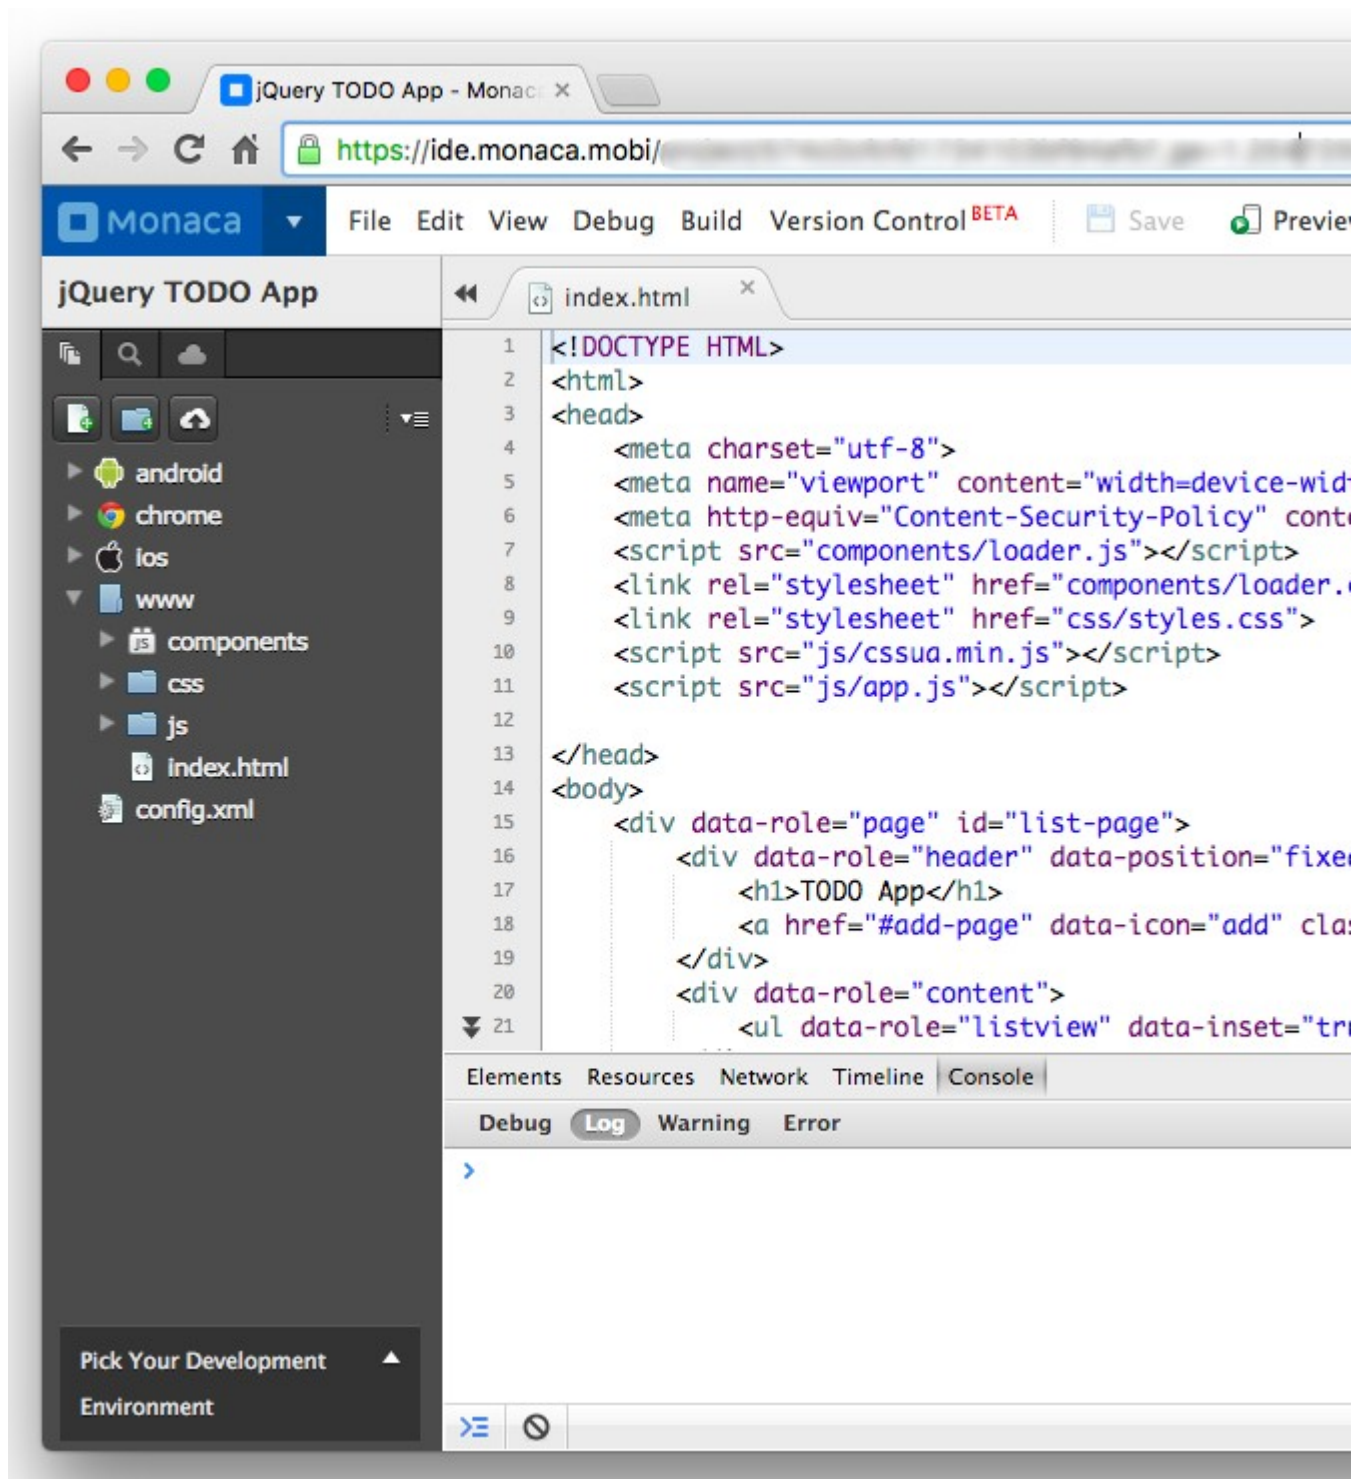 jQuery TODO App - Monac
https://ide.monaca.mobi/
Monaca File Edit View Debug Build Version Control BETA Save Preview
jQuery TODO App
index.html
android
chrome
ios
www
components
css
js
index.html
config.xml
Pick Your Development
Environment
1 <!DOCTYPE HTML>
2 <html>
3 <head>
4 <meta charset="utf-8">
5 <meta name="viewport" content="width=device-widt
6 <meta http-equiv="Content-Security-Policy" conte
7 <script src="components/loader.js"></script>
8 <link rel="stylesheet" href="components/loader.c
9 <link rel="stylesheet" href="css/styles.css">
10 <script src="js/cssua.min.js"></script>
11 <script src="js/app.js"></script>
12
13 </head>
14 <body>
15 <div data-role="page" id="list-page">
16 <div data-role="header" data-position="fixed
17 <h1>TODO App</h1>
18 <a href="#add-page" data-icon="add" clas
19 </div>
20 <div data-role="content">
21 <ul data-role="listview" data-inset="tru
Elements Resources Network Timeline Console
Debug Log Warning Error